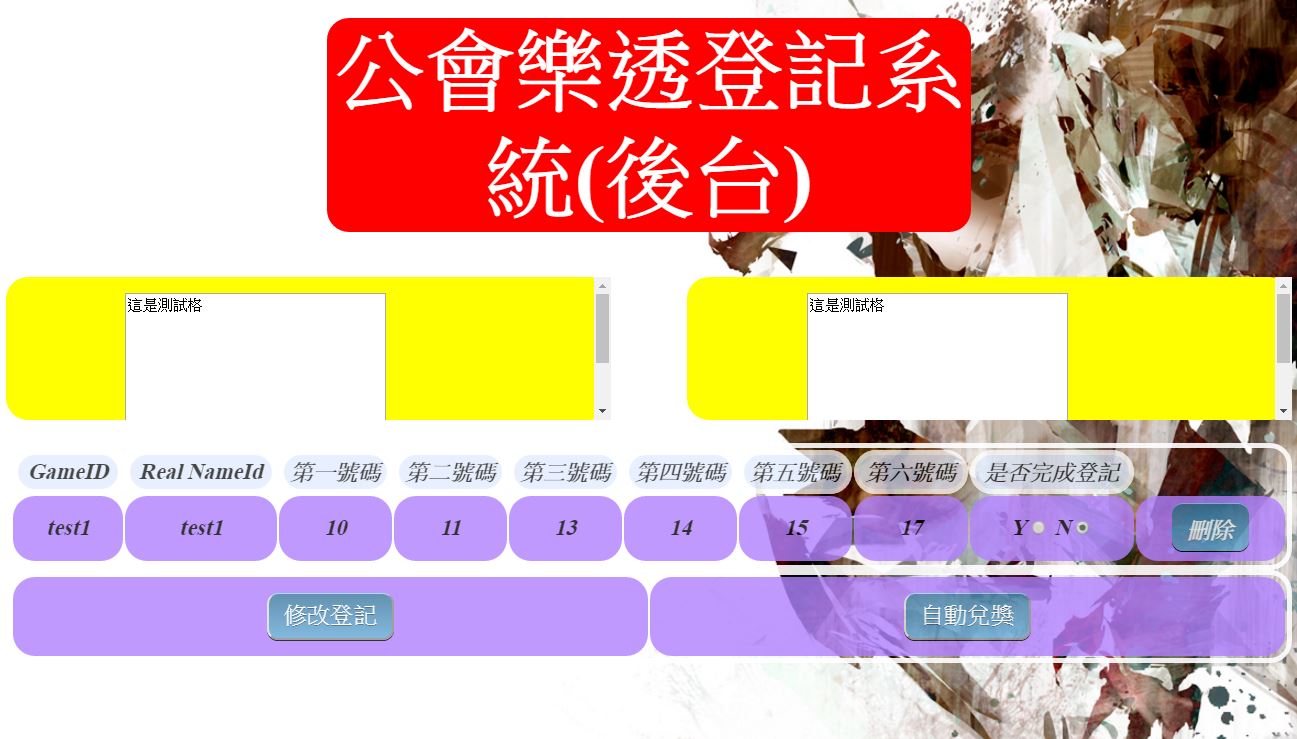 公會樂透登記系
統(後台)
這是測試格 這是測試格
GameID Real NameId 第一號碼 第二號碼 第三號碼 第四號碼 第五號碼 第六號碼 是否完成登記
test1 test1 10 11 13 14 15 17 Y N 刪除
修改登記 自動兌獎